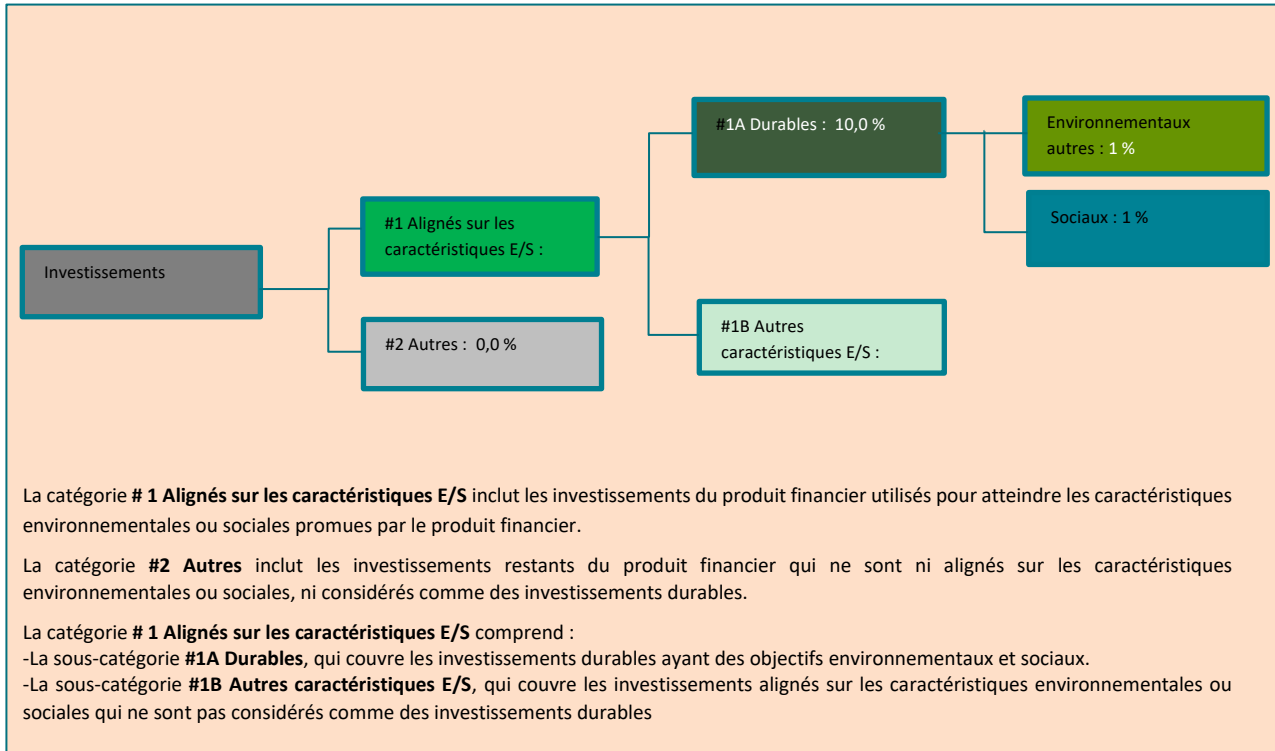 #1A Durables : 10,0 %
Environnementaux
autres : 1 %
#1 Alignés sur les
caractéristiques E/S :
Sociaux : 1 %
Investissements
#2 Autres : 0,0 %
#1B Autres
caractéristiques E/S :
La catégorie # 1 Alignés sur les caractéristiques E/S inclut les investissements du produit financier utilisés pour atteindre les caractéristiques
environnementales ou sociales promues par le produit financier.
La catégorie #2 Autres inclut les investissements restants du produit financier qui ne sont ni alignés sur les caractéristiques
environnementales ou sociales, ni considérés comme des investissements durables.
La catégorie # 1 Alignés sur les caractéristiques E/S comprend :
-La sous-catégorie #1A Durables, qui couvre les investissements durables ayant des objectifs environnementaux et sociaux.
-La sous-catégorie #1B Autres caractéristiques E/S, qui couvre les investissements alignés sur les caractéristiques environnementales ou
sociales qui ne sont pas considérés comme des investissements durables